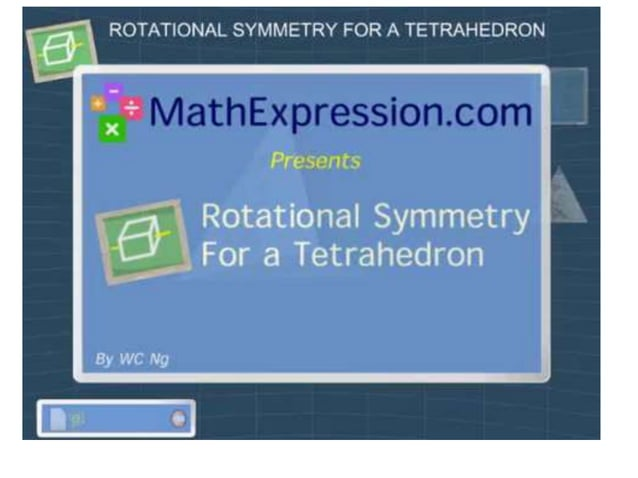 ROTATIONAL SYMMETRY FOR A TETRAHEDRON
MathExpression.com
Presents
Rotational Symmetry
For a Tetrahedron
By WC Ng